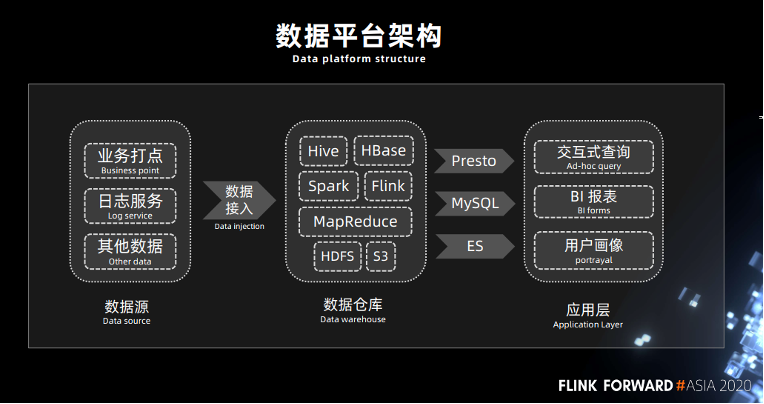 数据平台架构
Data platform structure
业务打点
Business point
日志服务
Log service
其他数据
Other data
数据源
Data source
数据
接入
Data injection
Hive
HBase
Spark
Flink
MapReduce
HDFS
S3
数据仓库
Data warehouse
Presto
MySQL
ES
交互式查询
Ad-hoc query
BI 报表
BI forms
用户画像
portrayal
应用层
Application Layer
FLINK FORWARD #ASIA 2020